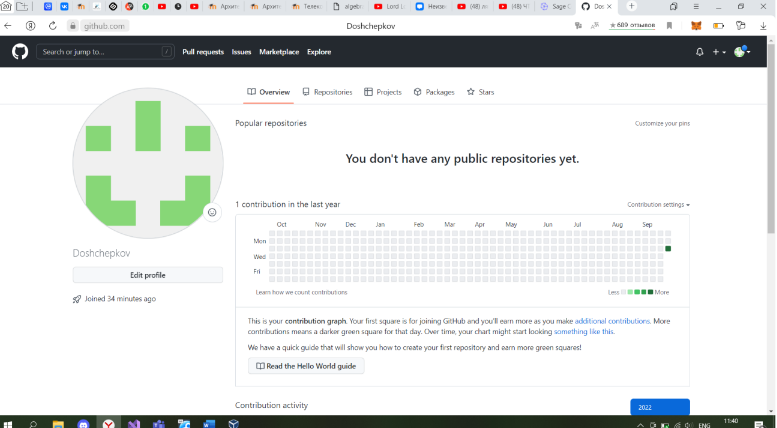 Архи
Архи
Телех
algebr
Lord L
Невоз
(48) ак
(48) Ч
Sage C
Dos
github.com
Doshchepkov
689 отзывов
Search or jump to...
/
Pull requests
Issues
Marketplace
Explore
Overview
Repositories
Projects
Packages
Stars
Popular repositories
Customize your pins
You don't have any public repositories yet.
1 contribution in the last year
Contribution settings
Oct Nov Dec Jan Feb Mar Apr May Jun Jul Aug Sep
Mon
Wed
Fri
Learn how we count contributions
Less
More
Doshchepkov
Edit profile
Joined 34 minutes ago
This is your contribution graph. Your first square is for joining GitHub and you'll earn more as you make additional contributions. More
contributions means a darker green square for that day. Over time, your chart might start looking something like this.
We have a quick guide that will show you how to create your first repository and earn more green squares!
Read the Hello World guide
Contribution activity
2022
ENG
11:40